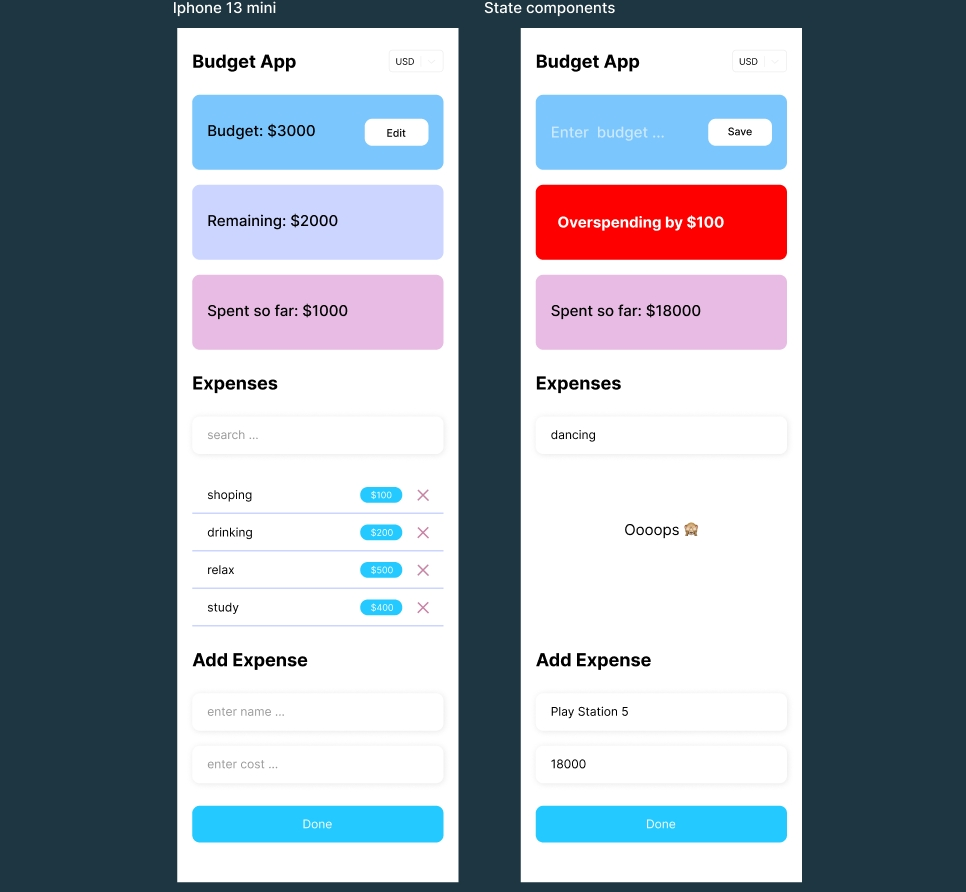 Iphone 13 mini
Budget App
USD
Budget: $3000
Edit
Remaining: $2000
Spent so far: $1000
Expenses
search ...
shoping $100
drinking $200
relax $500
study $400
Add Expense
enter name ...
enter cost ...
Done
State components
Budget App
USD
Enter budget ...
Save
Overspending by $100
Spent so far: $18000
Expenses
dancing
Oooops 🙈
Add Expense
Play Station 5
18000
Done